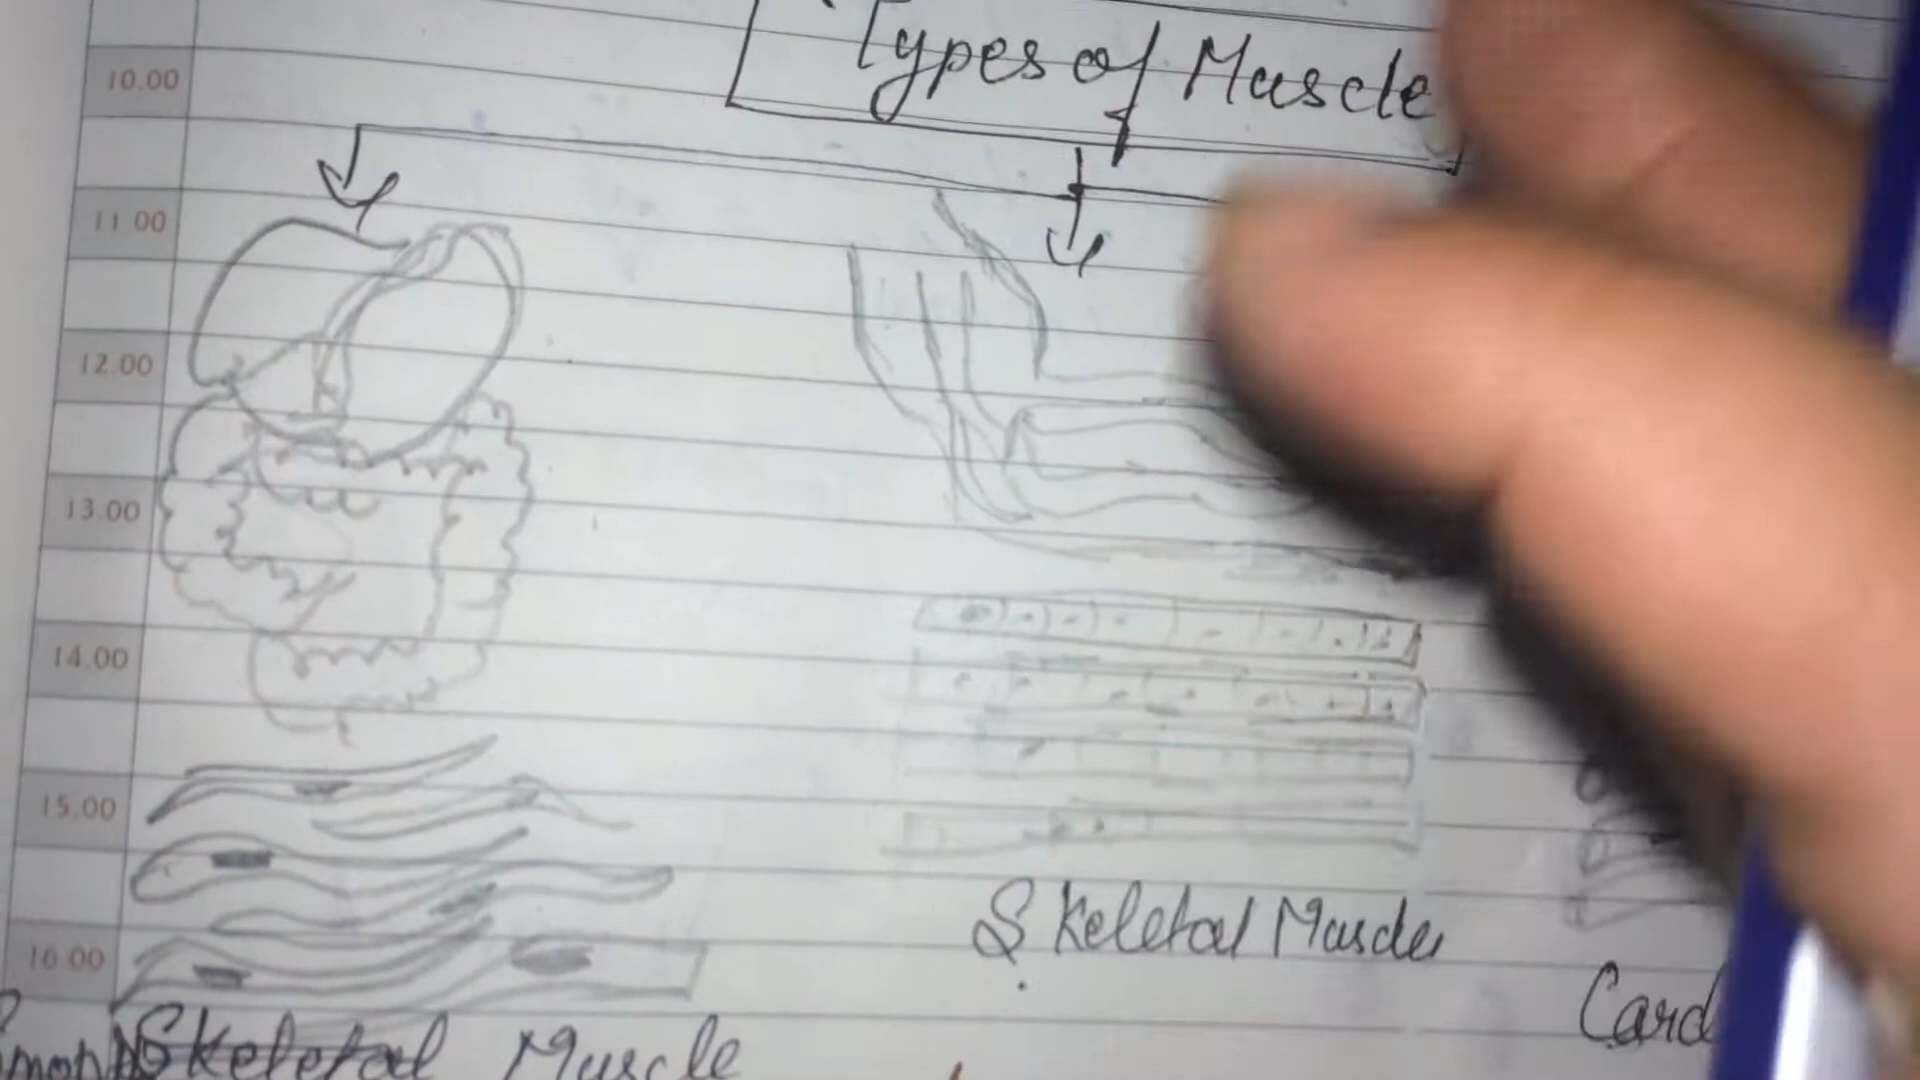 Types of Muscle
10.00
11.00
12.00
13.00
14.00
15.00
16.00
Skeletal Muscle
Card
Skeletal Muscle